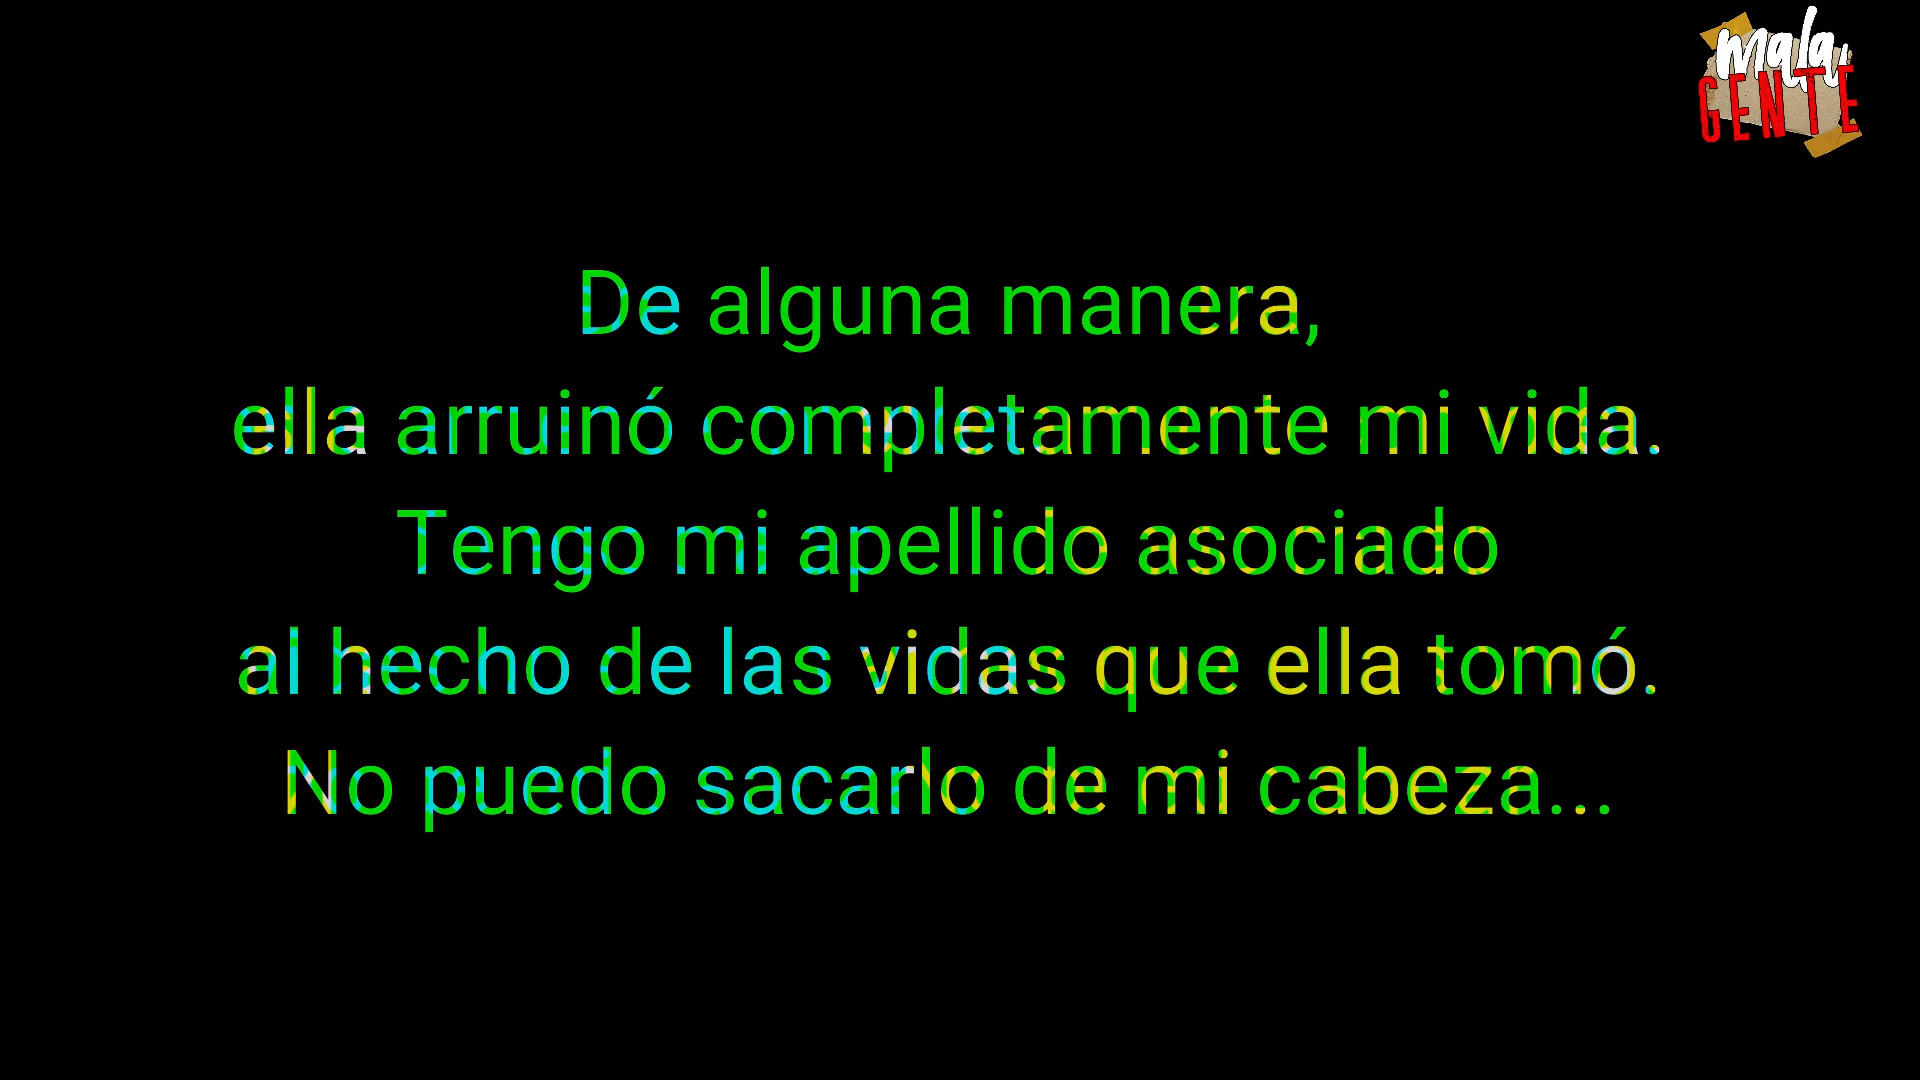 mala
GENTE
De alguna manera,
ella arruinó completamente mi vida.
Tengo mi apellido asociado
al hecho de las vidas que ella tomó.
No puedo sacarlo de mi cabeza...